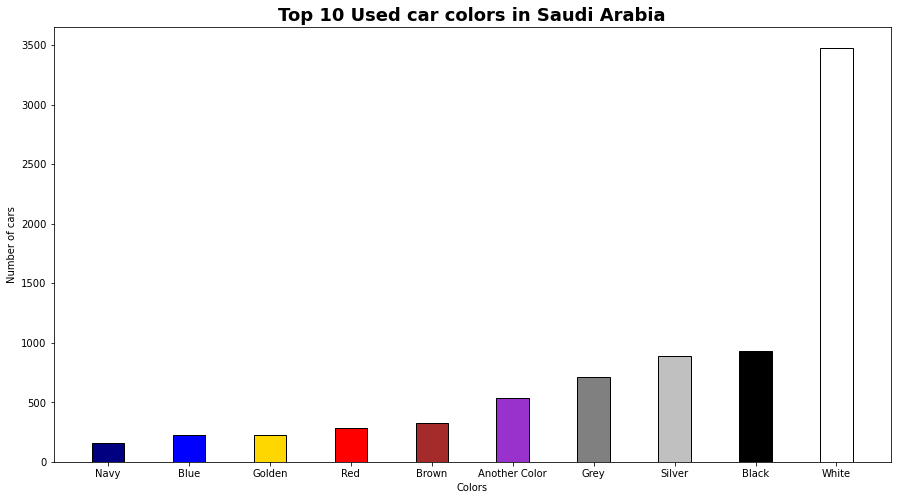 Top 10 Used car colors in Saudi Arabia
3500
3000
2500
2000
1500
1000
500
0
Number of cars
Navy Blue Golden Red Brown Another Color Grey Silver Black White
Colors